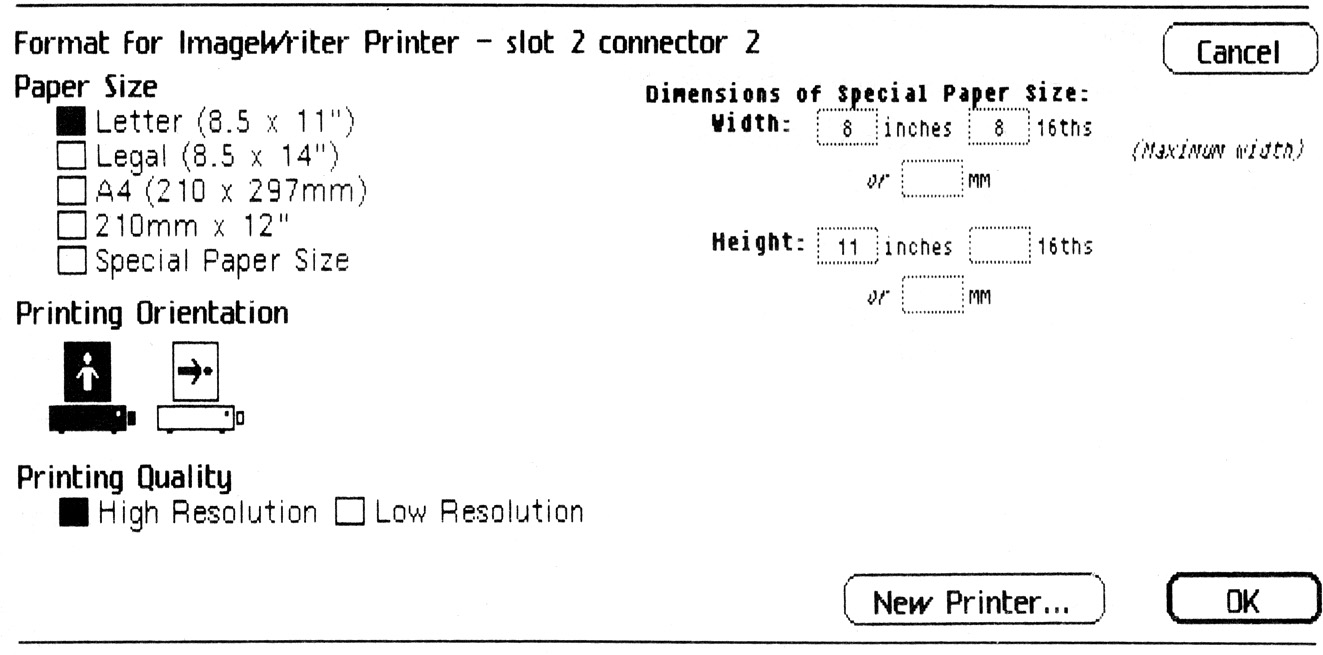 Format for ImageWriter Printer – slot 2 connector 2
Cancel
Paper Size
Letter (8.5 x 11")
Legal (8.5 x 14")
A4 (210 x 297mm)
210mm x 12"
Special Paper Size
Dimensions of Special Paper Size:
Width: 8 inches 8 16ths
(Maximum width)
or MM
Height: 11 inches 16ths
or MM
Printing Orientation
Printing Quality
High Resolution Low Resolution
New Printer...
OK